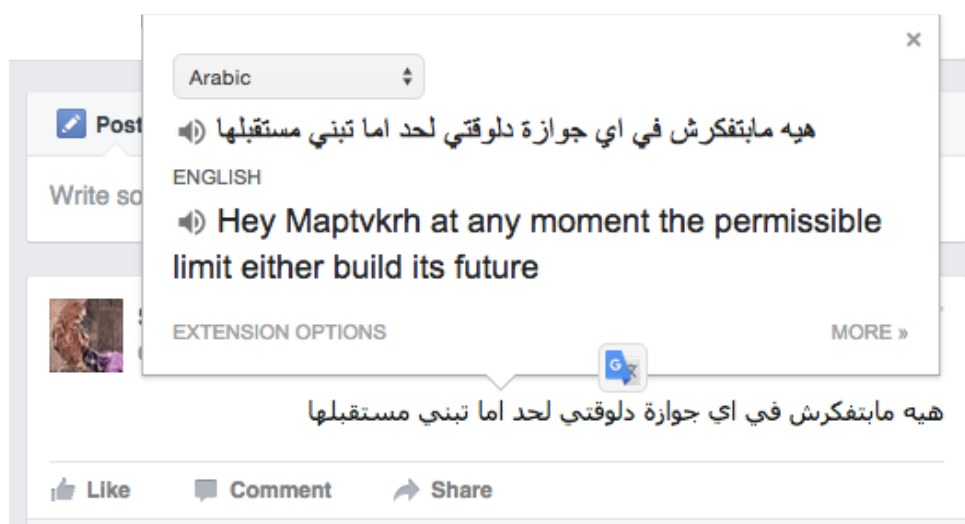 ×
Arabic
هيه مابتفكرش في اي جوازة دلوقتي لحد اما تبني مستقبلها
ENGLISH
Hey Maptvkrh at any moment the permissible
limit either build its future
EXTENSION OPTIONS MORE »
Post
Write so
هيه مابتفكرش في اي جوازة دلوقتي لحد اما تبني مستقبلها
Like Comment Share